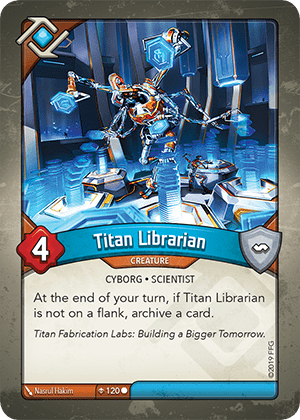 Titan Librarian
CREATURE
4
CYBORG • SCIENTIST
At the end of your turn, if Titan Librarian
is not on a flank, archive a card.
Titan Fabrication Labs: Building a Bigger Tomorrow.
Nasrul Hakim
120
©2019 FFG